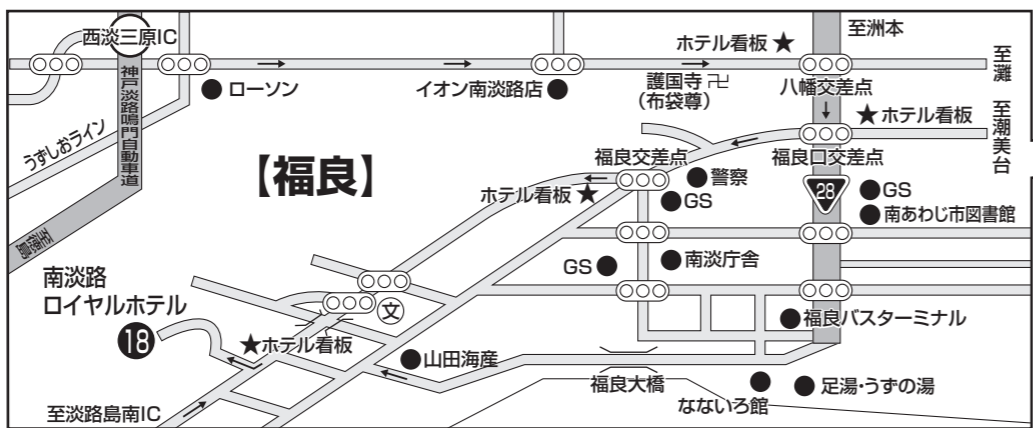 西淡三原IC
神戸淡路鳴門自動車道
至徳島
うずしおライン
ローソン
イオン南淡路店
ホテル看板★
護国寺卍
(布袋尊)
至洲本
八幡交差点
至灘
★ホテル看板
至潮美台
【福良】
福良交差点
福良口交差点
ホテル看板★
警察
GS
28
GS
南あわじ市図書館
GS
南淡庁舎
南淡路
ロイヤルホテル
18
文
★ホテル看板
山田海産
福良バスターミナル
福良大橋
なないろ館
足湯・うずの湯
至淡路島南IC